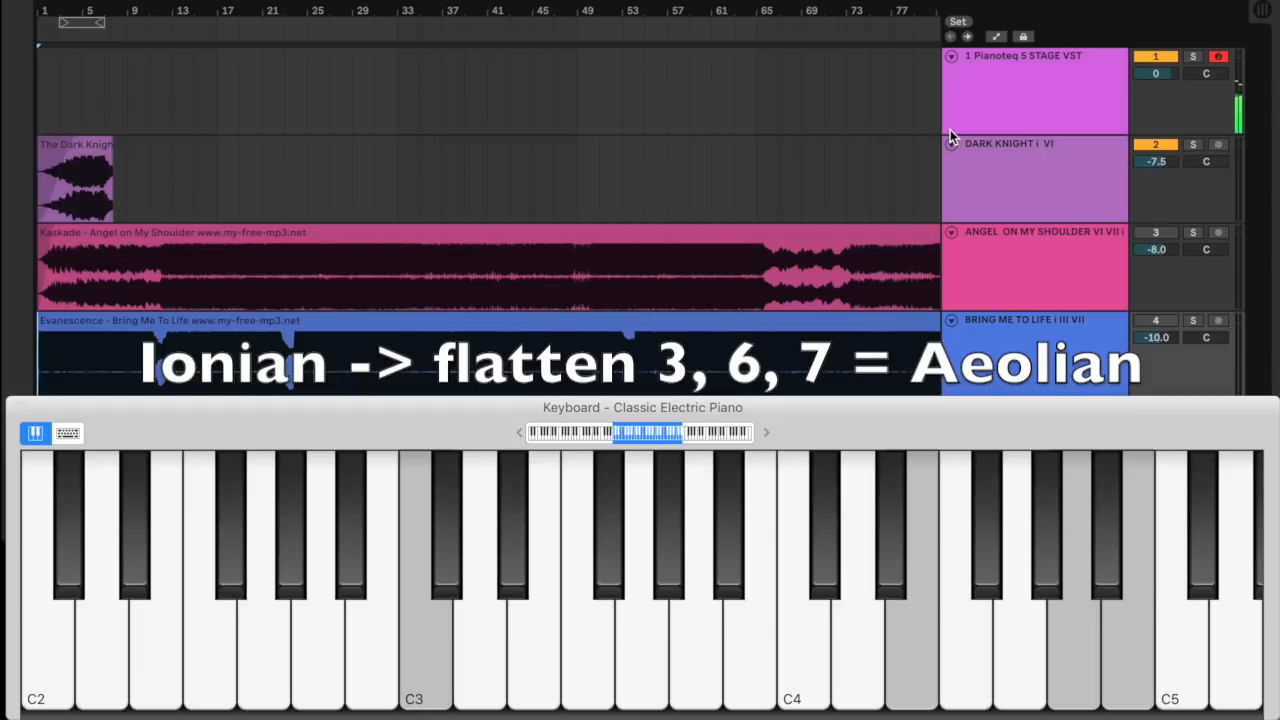 1 5 9 13 17 21 25 29 33 37 41 45 49 53 57 61 65 69 73 77
Set
1 Pianoteq 5 STAGE VST 1 S
0 C
The Dark Knigh DARK KNIGHT i VI 2 S
-7.5 C
Kaskade - Angel on My Shoulder www.my-free-mp3.net ANGEL ON MY SHOULDER VI VII i 3 S
-8.0 C
Evanescence - Bring Me To Life www.my-free-mp3.net BRING ME TO LIFE i III VII 4 S
-10.0 C
Ionian -> flatten 3, 6, 7 = Aeolian
Keyboard - Classic Electric Piano
C2 C3 C4 C5